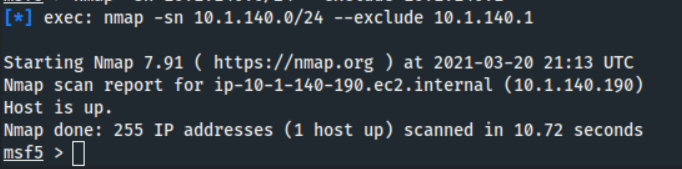 [*] exec: nmap -sn 10.1.140.0/24 --exclude 10.1.140.1
Starting Nmap 7.91 ( https://nmap.org ) at 2021-03-20 21:13 UTC
Nmap scan report for ip-10-1-140-190.ec2.internal (10.1.140.190)
Host is up.
Nmap done: 255 IP addresses (1 host up) scanned in 10.72 seconds
msf5 >